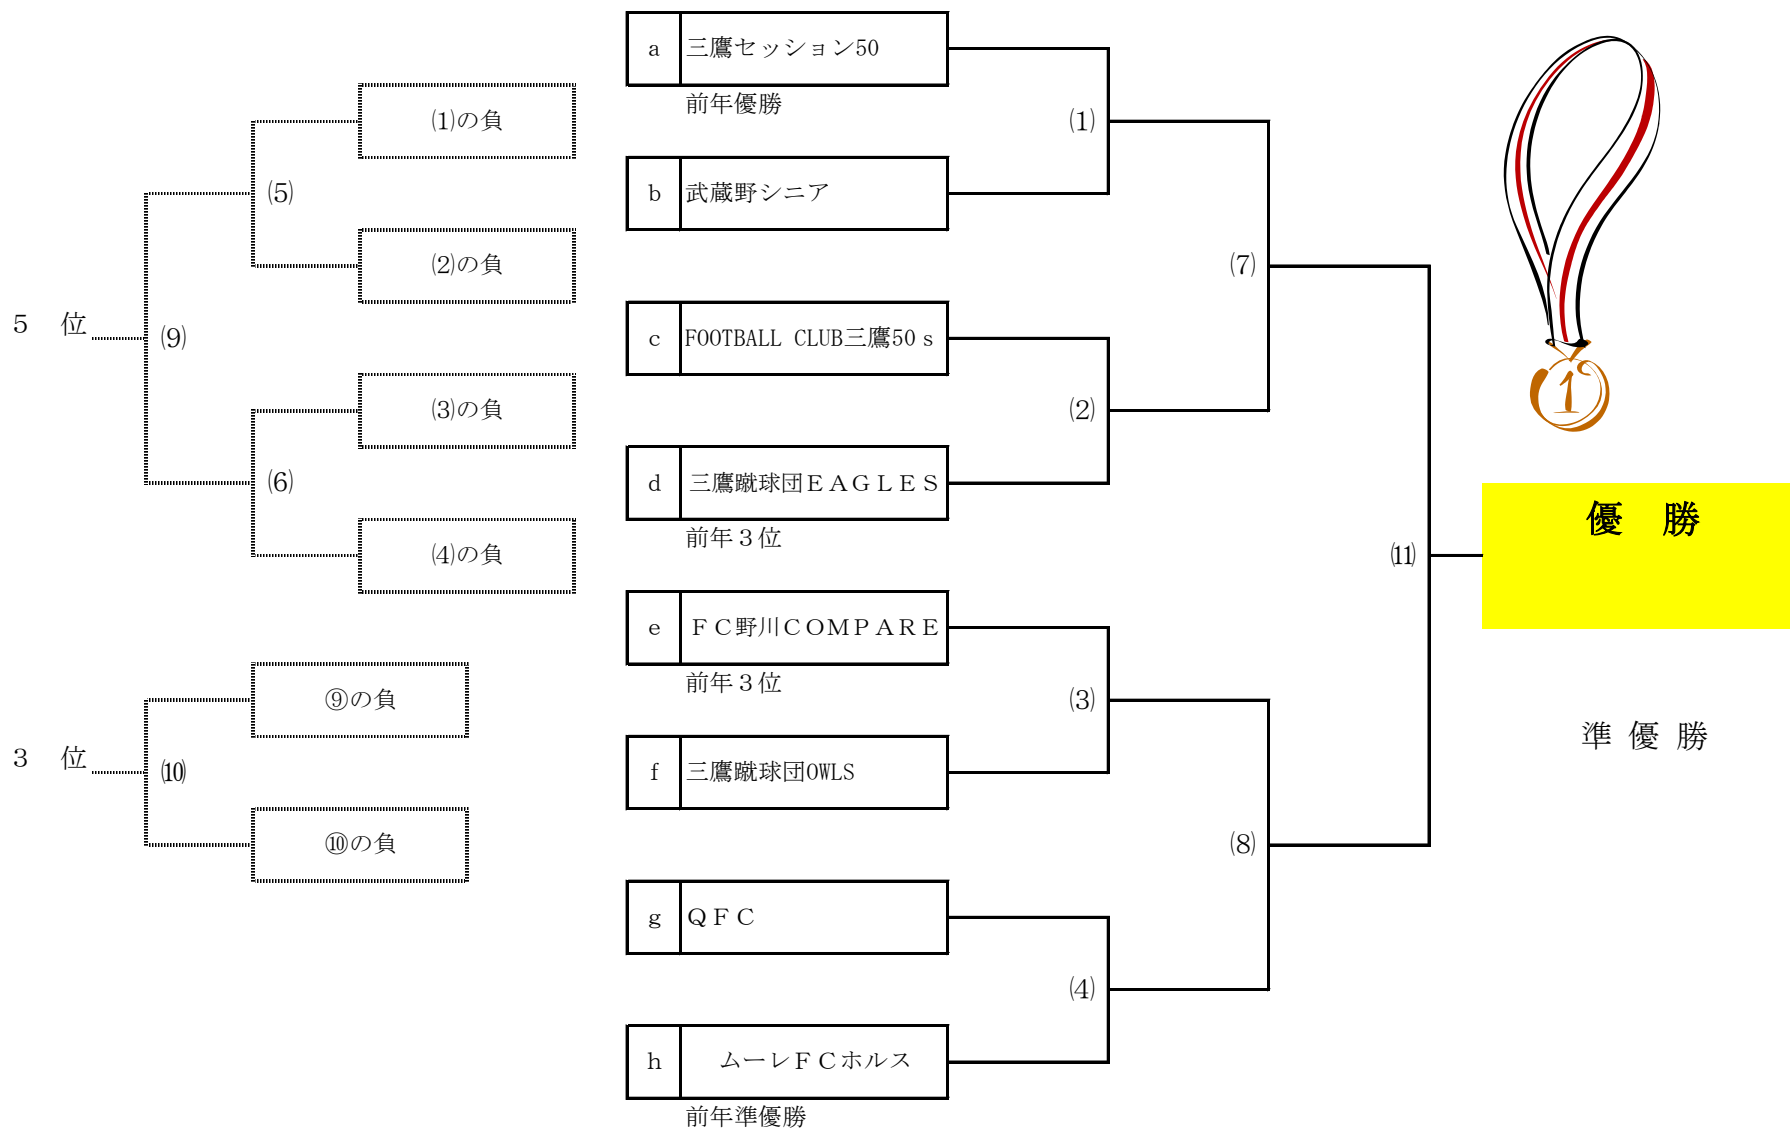 a 三鷹セッション50
前年優勝
⑴
b 武蔵野シニア
⑺
c FOOTBALL CLUB三鷹50ｓ
⑵
d 三鷹蹴球団ＥＡＧＬＥＳ
前年３位
⑾
e ＦＣ野川ＣＯＭＰＡＲＥ
前年３位
⑶
f 三鷹蹴球団OWLS
⑻
g ＱＦＣ
⑷
h ムーレＦＣホルス
前年準優勝
優　勝
準 優 勝
⑴の負
⑸
⑵の負
５　位
⑼
⑶の負
⑹
⑷の負
⑨の負
３　位
⑽
⑩の負
1